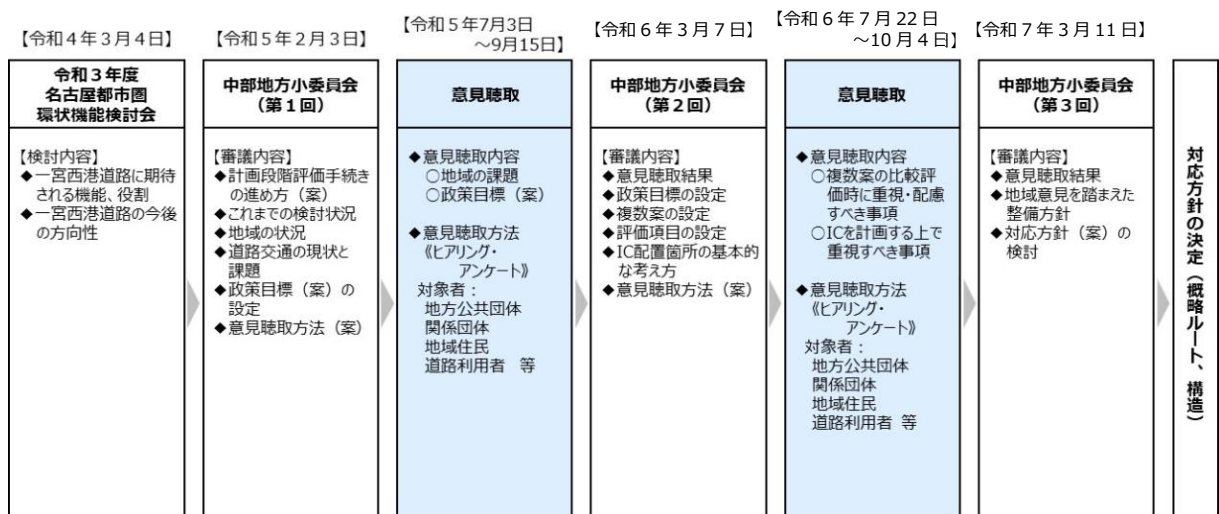 【令和4年3月4日】
令和3年度
名古屋都市圏
環状機能検討会
【検討内容】
◆一宮西港道路に期待
される機能、役割
◆一宮西港道路の今後
の方向性
【令和5年2月3日】
中部地方小委員会
（第1回）
【審議内容】
◆計画段階評価手続き
の進め方（案）
◆これまでの検討状況
◆地域の状況
◆道路交通の現状と
課題
◆政策目標（案）の
設定
◆意見聴取方法（案）
【令和5年7月3日
～9月15日】
意見聴取
◆意見聴取内容
○地域の課題
○政策目標（案）
◆意見聴取方法
《ヒアリング・
アンケート》
対象者：
地方公共団体
関係団体
地域住民
道路利用者 等
【令和6年3月7日】
中部地方小委員会
（第2回）
【審議内容】
◆意見聴取結果
◆政策目標の設定
◆複数案の設定
◆評価項目の設定
◆IC配置箇所の基本的
な考え方
◆意見聴取方法（案）
【令和6年7月22日
～10月4日】
意見聴取
◆意見聴取内容
○複数案の比較評
価時に重視・配慮
すべき事項
○ICを計画する上で
重視すべき事項
◆意見聴取方法
《ヒアリング・
アンケート》
対象者：
地方公共団体
関係団体
地域住民
道路利用者 等
【令和7年3月11日】
中部地方小委員会
（第3回）
【審議内容】
◆意見聴取結果
◆地域意見を踏まえた
整備方針
◆対応方針（案）の
検討
対応方針の決定（概略ルート、構造）